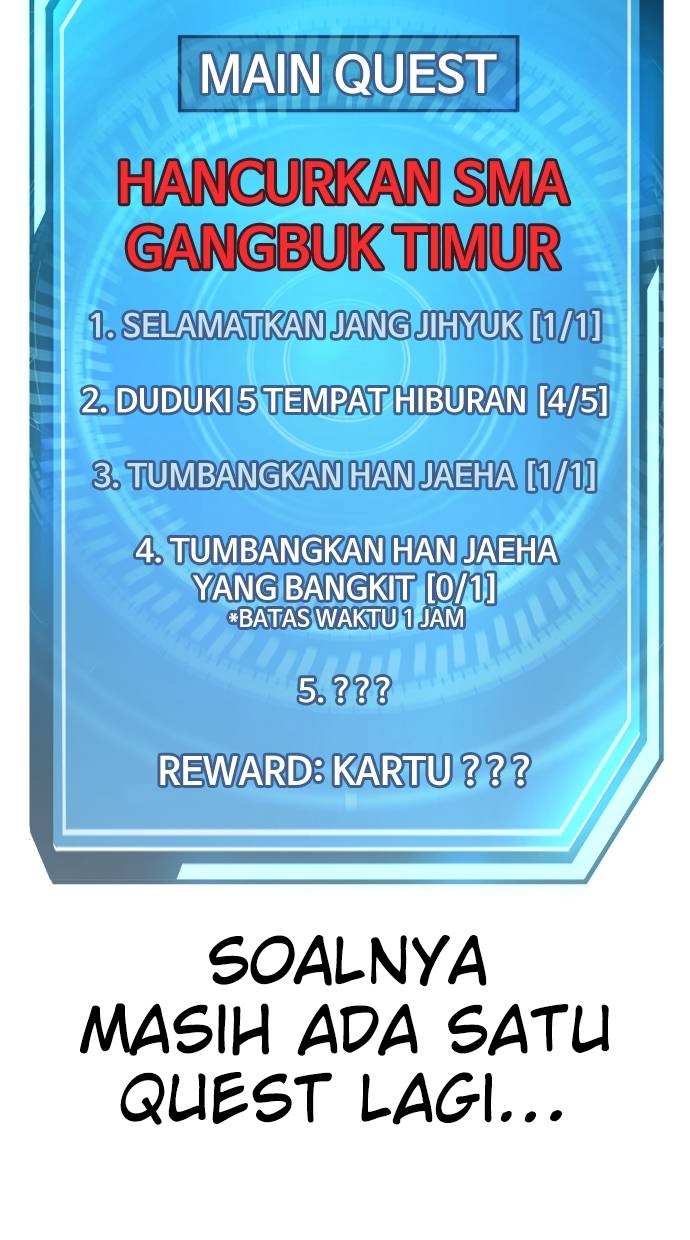 MAIN QUEST
HANCURKAN SMA
GANGBUK TIMUR
1. SELAMATKAN JANG JIHYUK [1/1]
2. DUDUKI 5 TEMPAT HIBURAN [4/5]
3. TUMBANGKAN HAN JAEHA [1/1]
4. TUMBANGKAN HAN JAEHA
YANG BANGKIT [0/1]
*BATAS WAKTU 1 JAM
5. ???
REWARD: KARTU ???
SOALNYA
MASIH ADA SATU
QUEST LAGI...